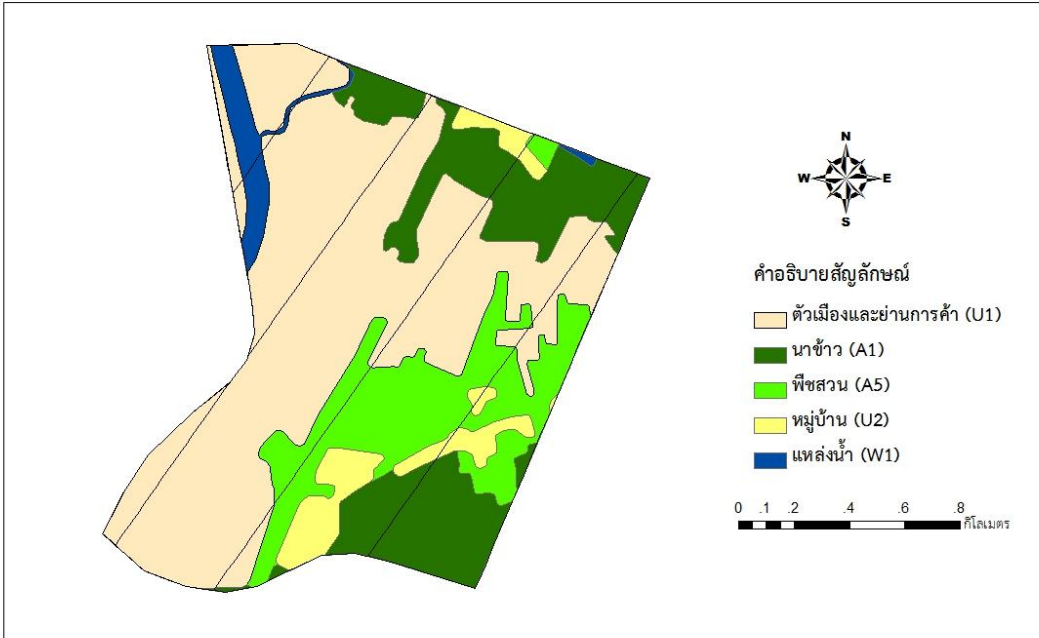 N
W E
S
คำอธิบายสัญลักษณ์
ตัวเมืองและย่านการค้า (U1)
นาข้าว (A1)
พืชสวน (A5)
หมู่บ้าน (U2)
แหล่งน้ำ (W1)
0 .1 .2 .4 .6 .8
กิโลเมตร